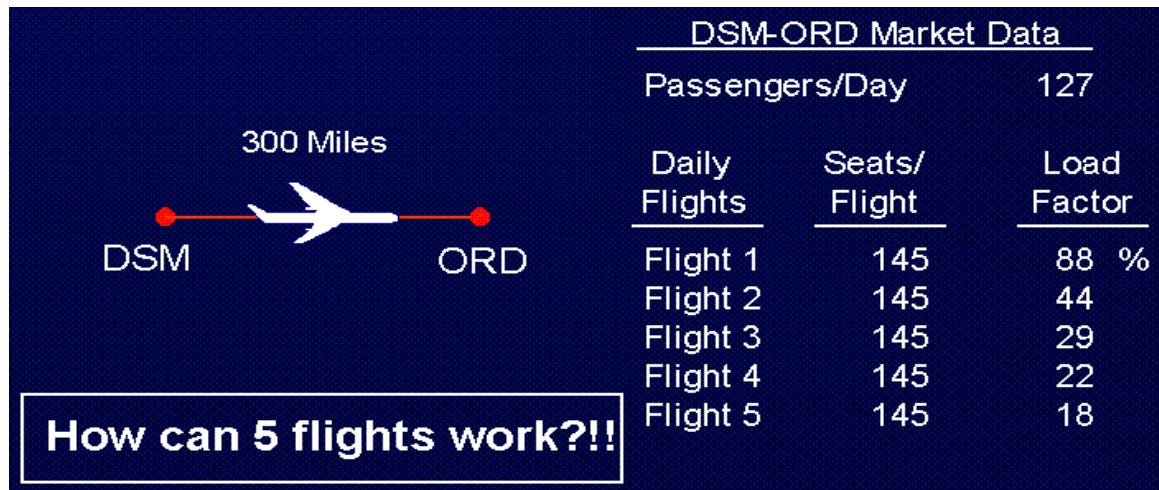 300 Miles
DSM
ORD
How can 5 flights work?!!
DSM-ORD Market Data
Passengers/Day 127
Daily Flights Seats/ Flight Load Factor
Flight 1 145 88 %
Flight 2 145 44
Flight 3 145 29
Flight 4 145 22
Flight 5 145 18